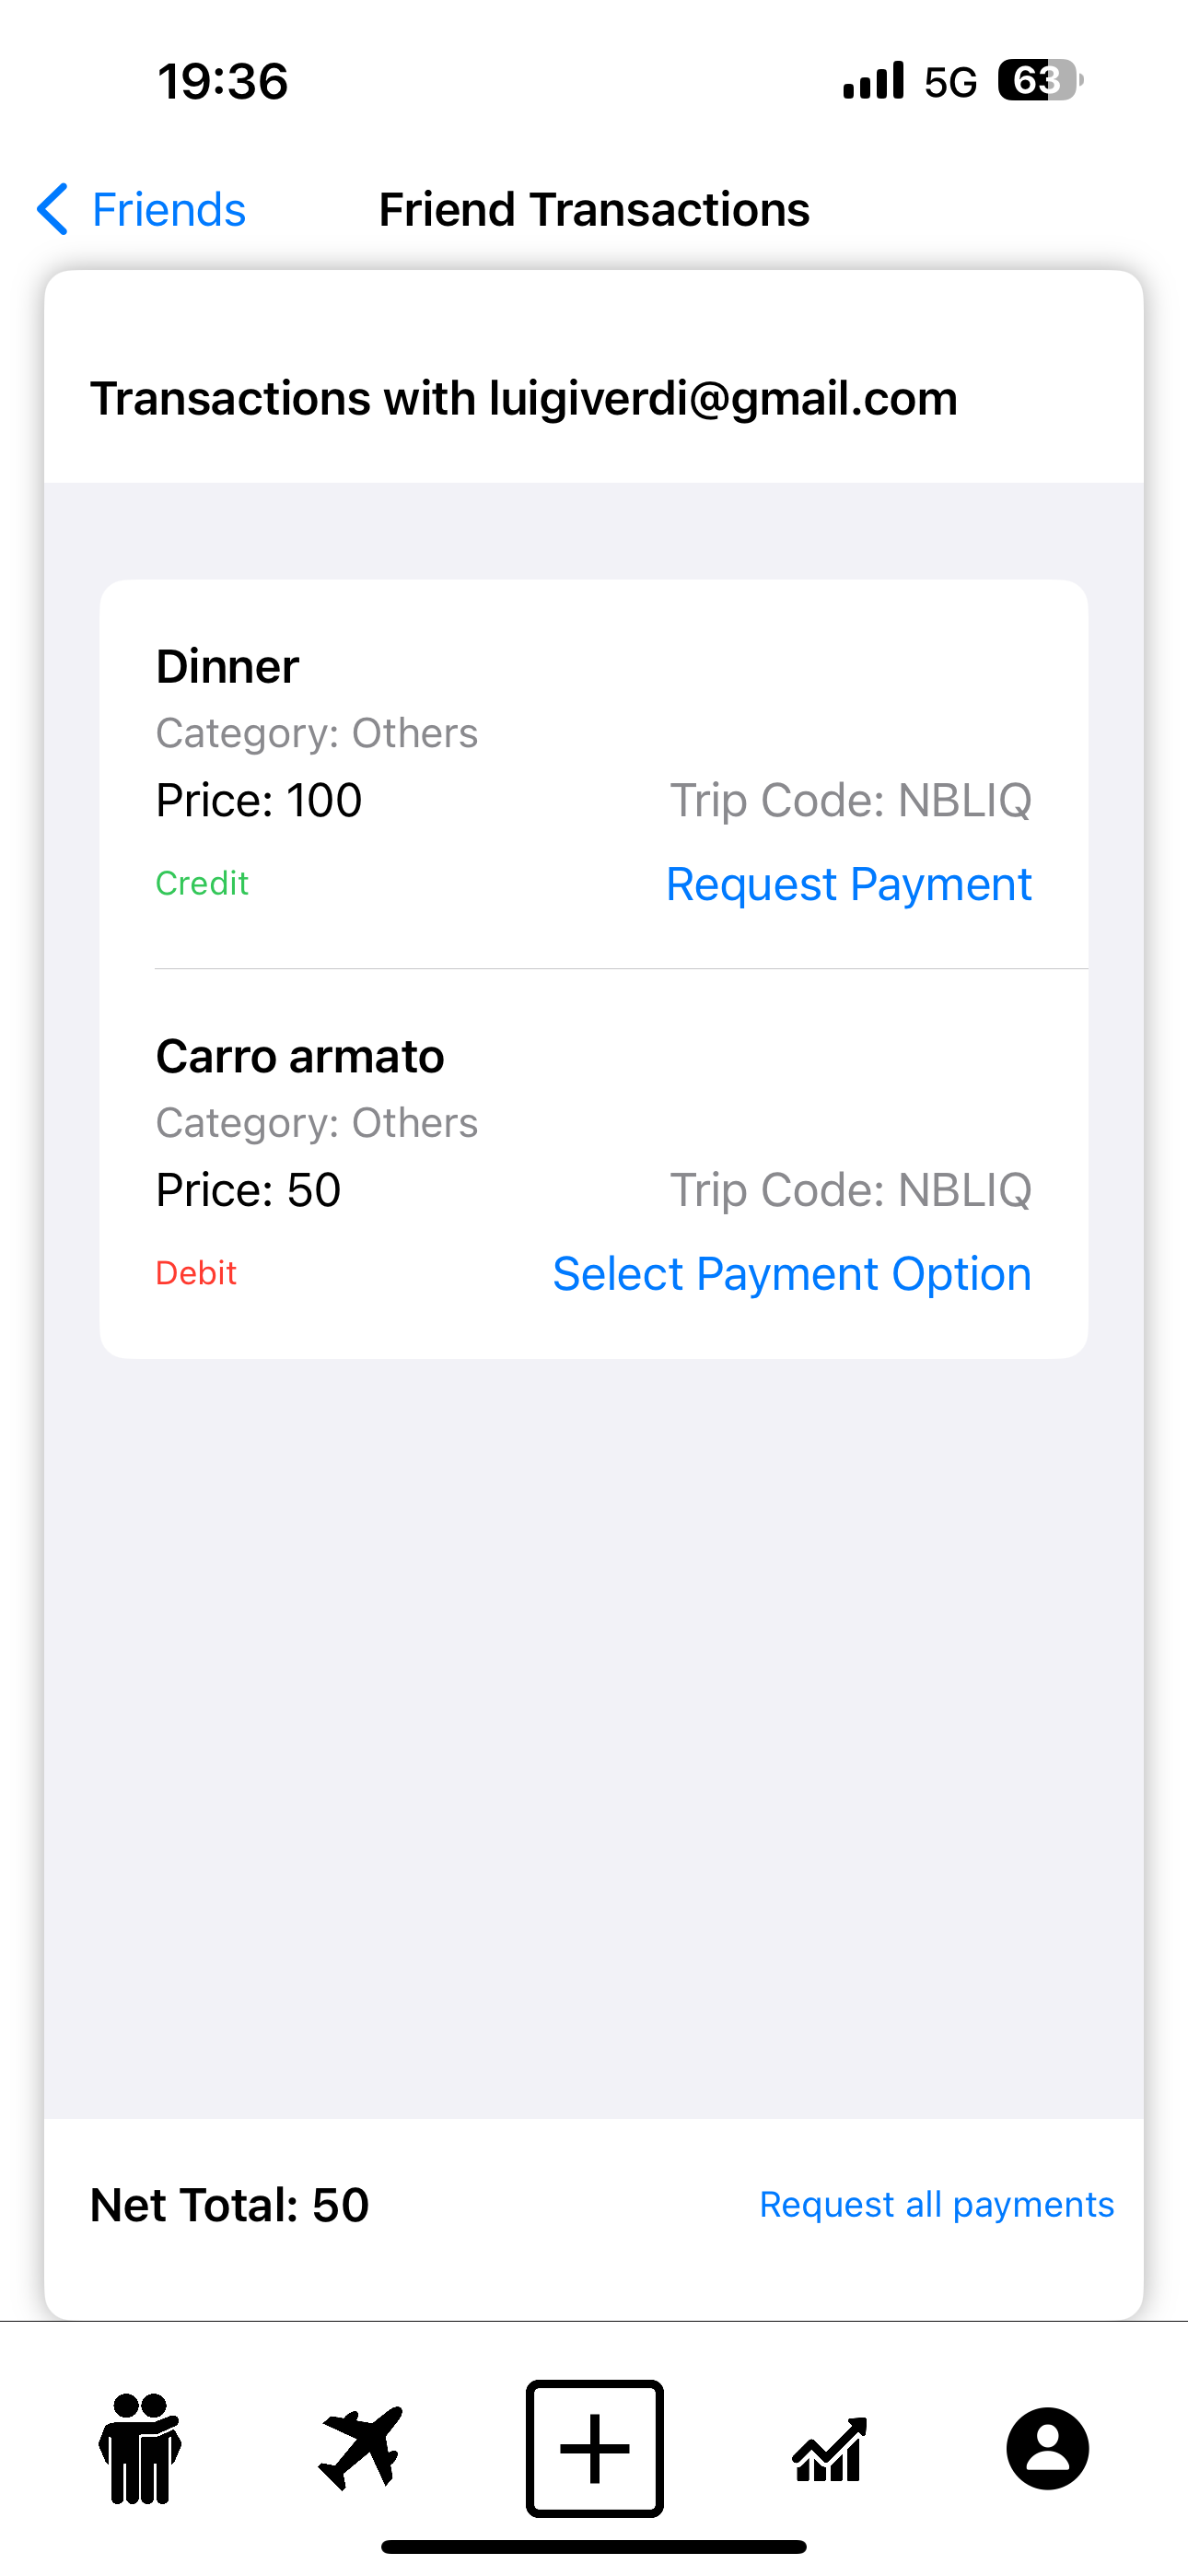 19:36 5G 63
Friends Friend Transactions
Transactions with luigiverdi@gmail.com
Dinner
Category: Others
Price: 100 Trip Code: NBLIQ
Credit Request Payment
Carro armato
Category: Others
Price: 50 Trip Code: NBLIQ
Debit Select Payment Option
Net Total: 50 Request all payments